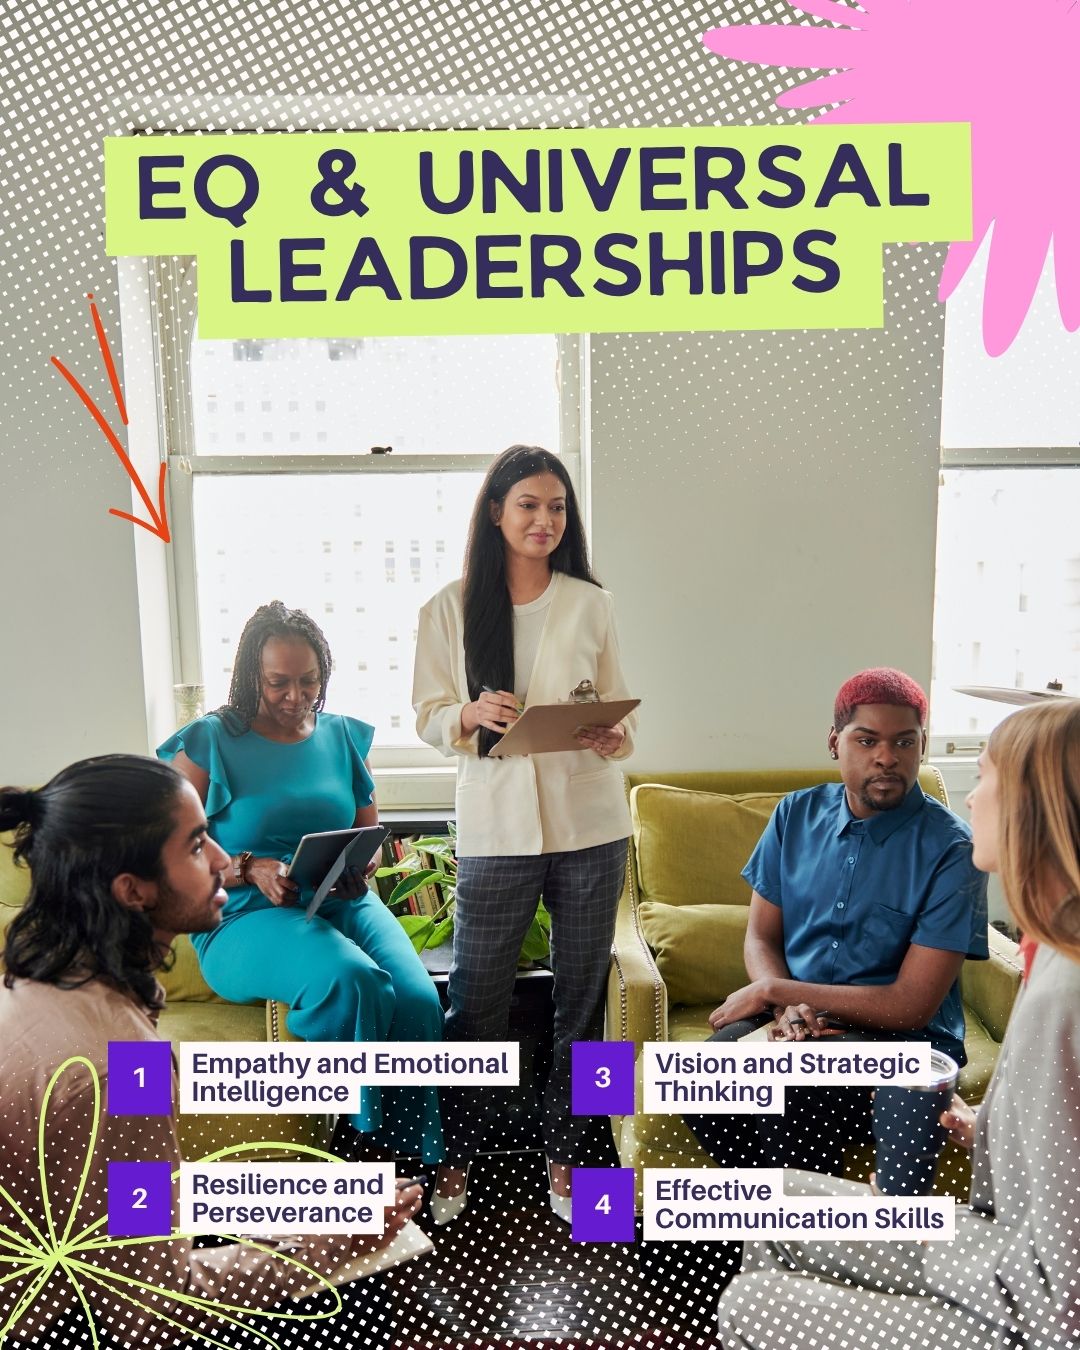 EQ & UNIVERSAL
LEADERSHIPS
1
Empathy and Emotional
Intelligence
2
Resilience and
Perseverance
3
Vision and Strategic
Thinking
4
Effective
Communication Skills